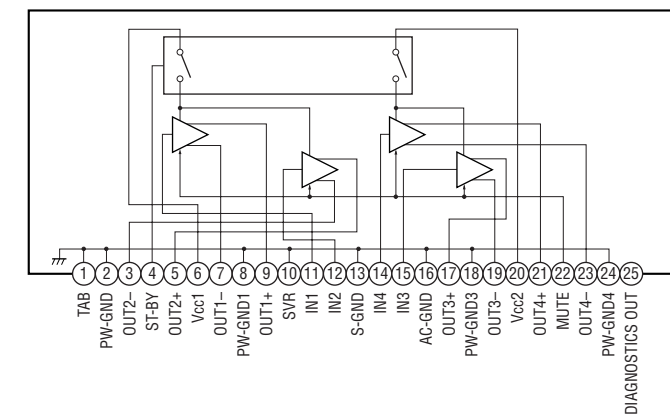 1 2 3 4 5 6 7 8 9 10 11 12 13 14 15 16 17 18 19 20 21 22 23 24 25
TAB
PW-GND
OUT2–
ST-BY
OUT2+
Vcc1
OUT1–
PW-GND1
OUT1+
SVR
IN1
IN2
S-GND
IN4
IN3
AC-GND
OUT3+
PW-GND3
OUT3–
Vcc2
OUT4+
MUTE
OUT4–
PW-GND4
DIAGNOSTICS OUT